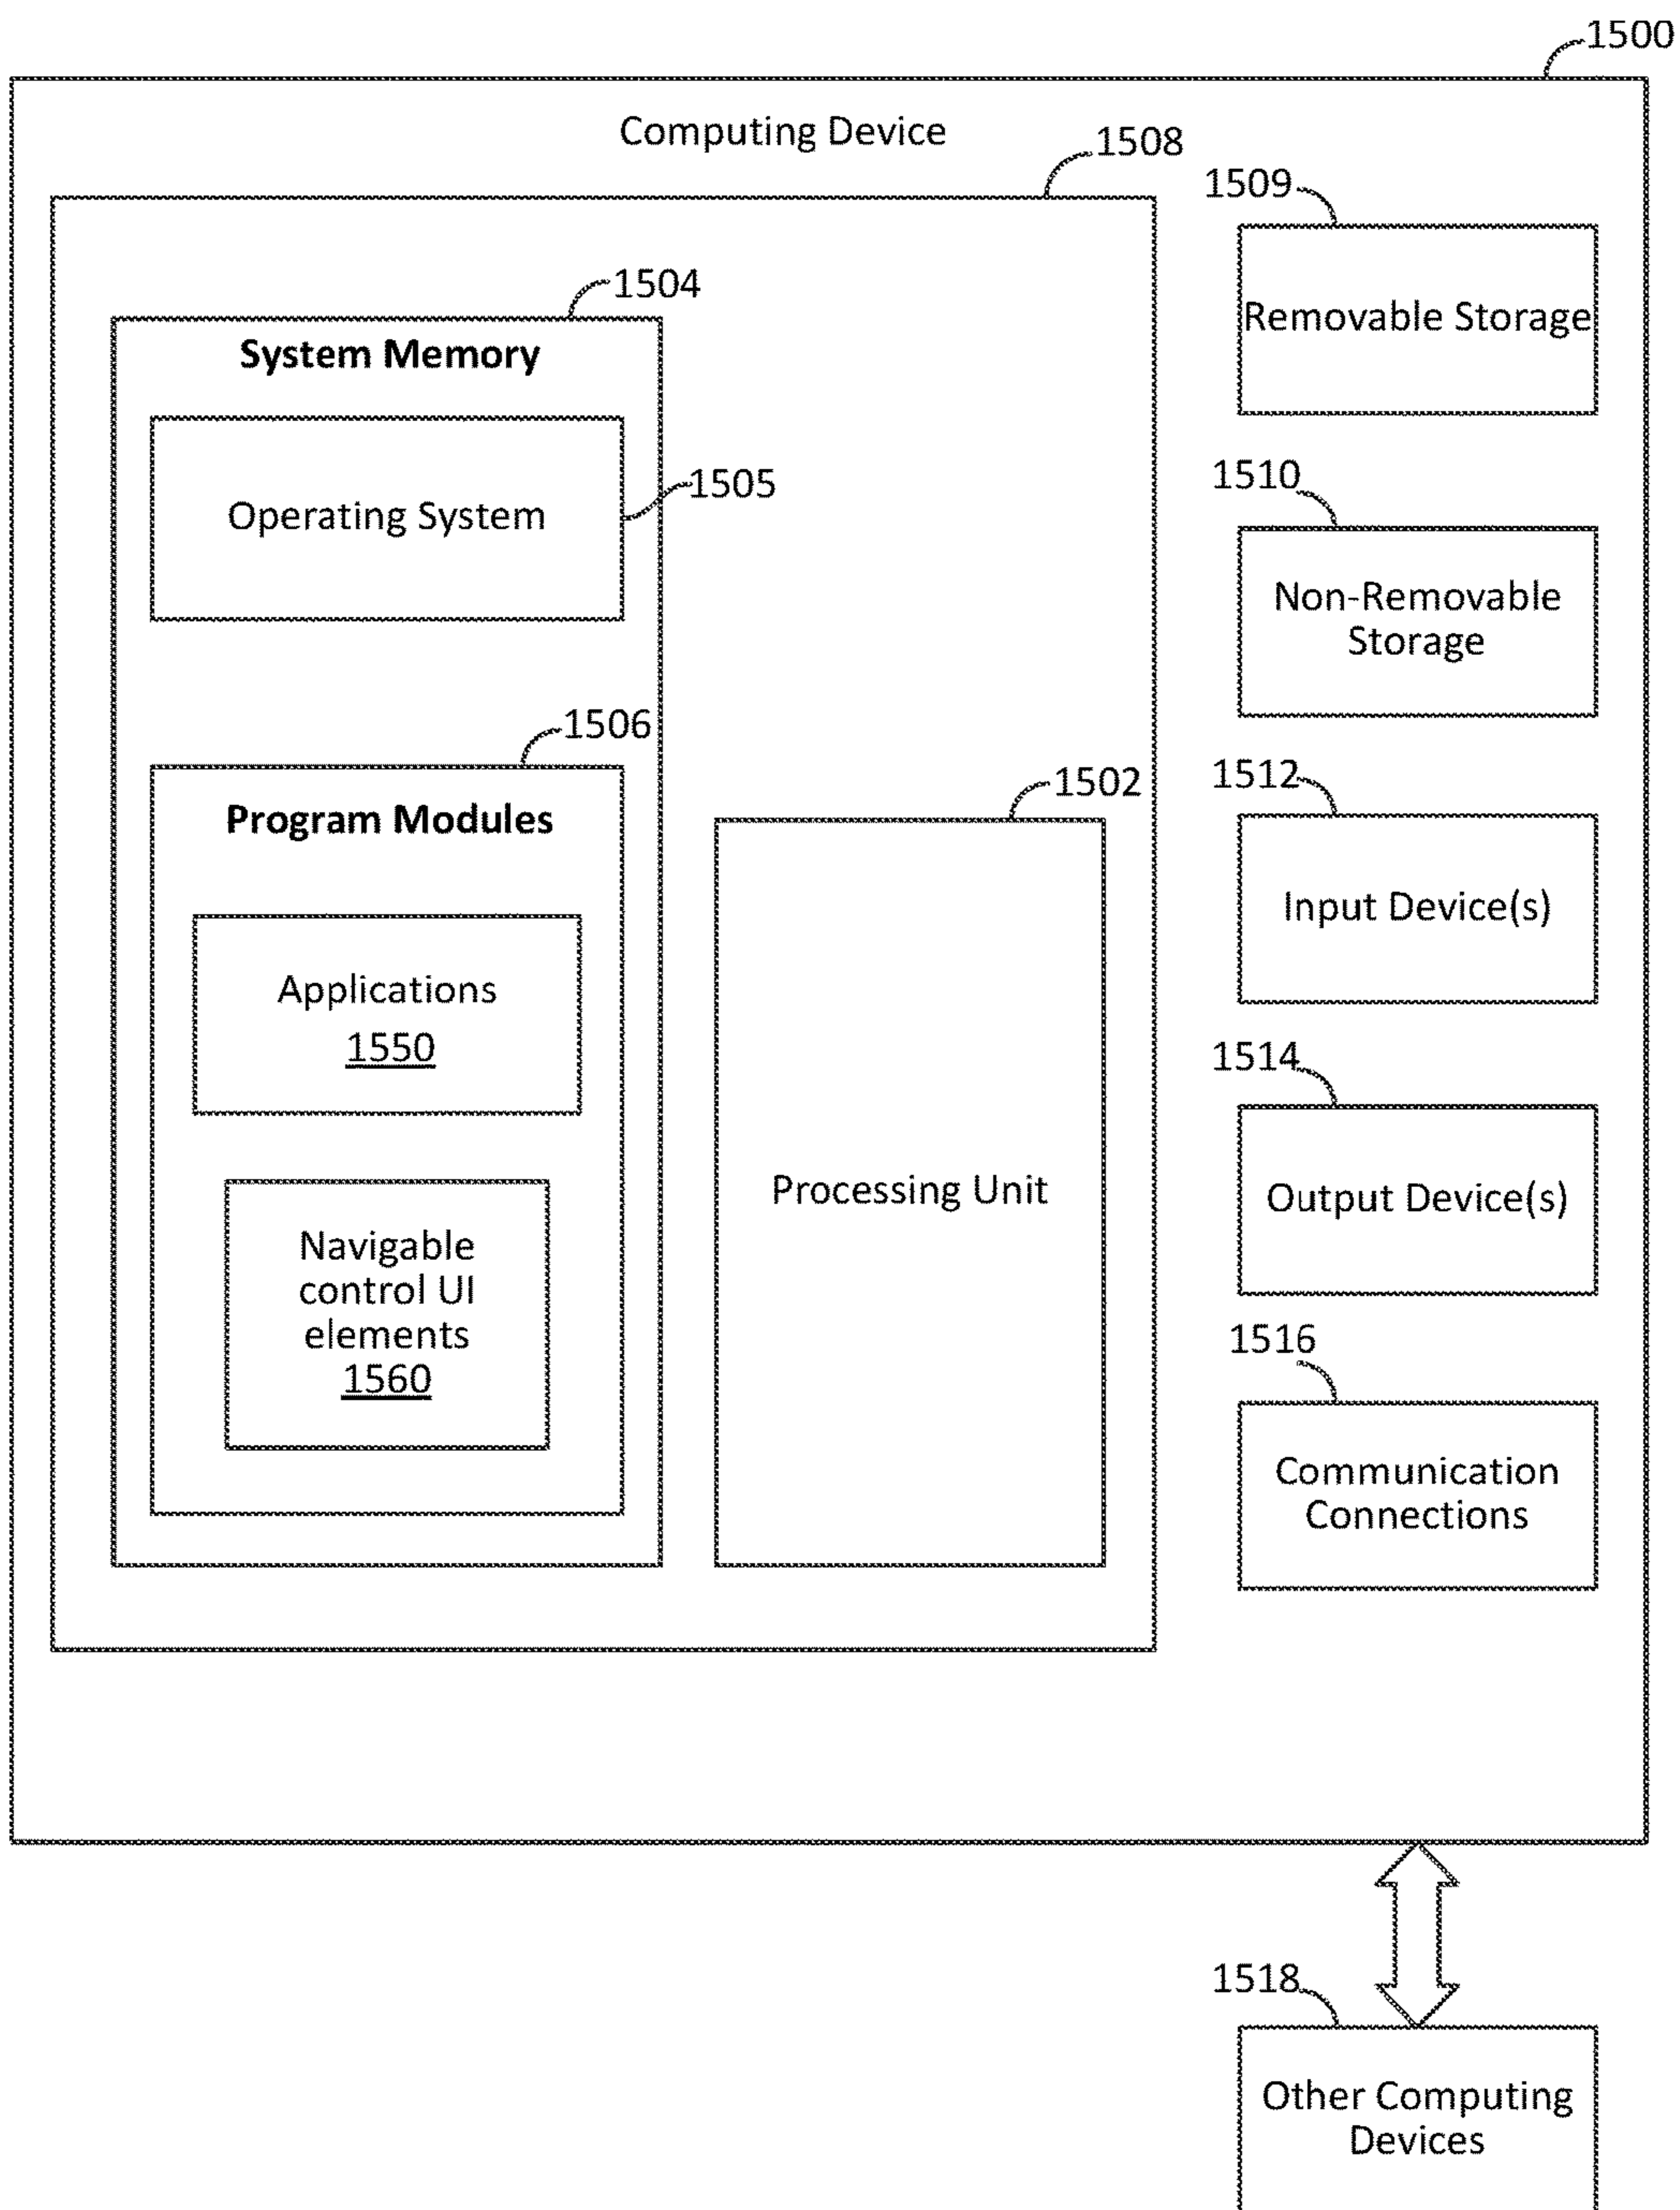 1500
Computing Device
1508
1509
Removable Storage
1504
System Memory
Operating System
1505
1510
Non-Removable
Storage
1506
Program Modules
1502
1512
Input Device(s)
Applications
1550
1514
Output Device(s)
Processing Unit
Navigable
control UI
elements
1560
1516
Communication
Connections
1518
Other Computing
Devices